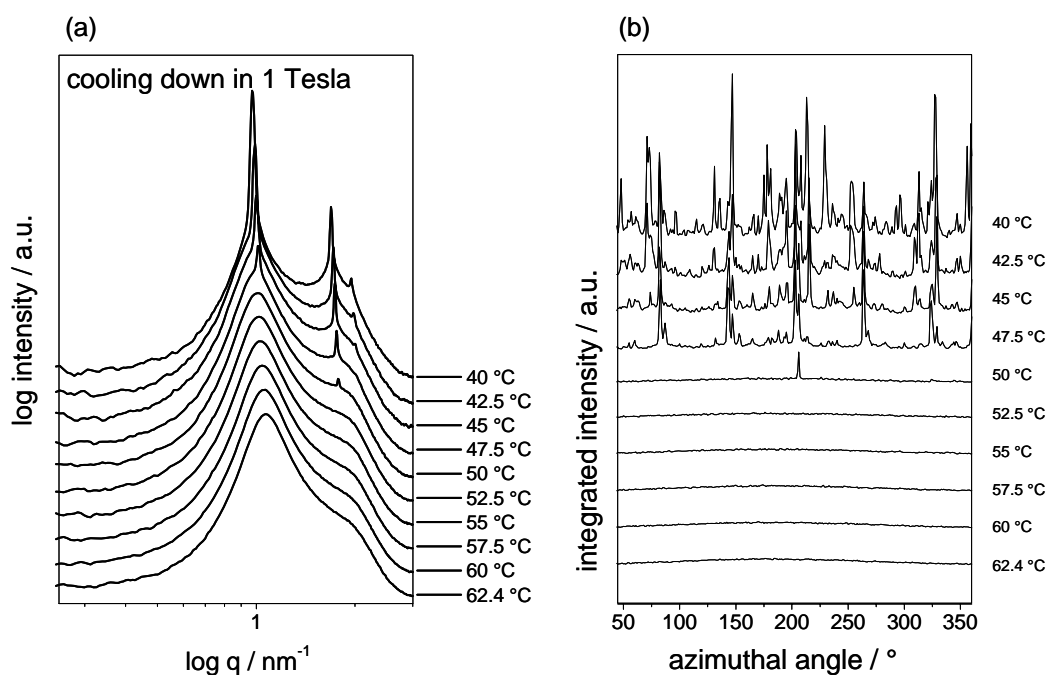 (a)
cooling down in 1 Tesla
log intensity / a.u.
40 °C
42.5 °C
45 °C
47.5 °C
50 °C
52.5 °C
55 °C
57.5 °C
60 °C
62.4 °C
1
log q / nm⁻¹
(b)
integrated intensity / a.u.
40 °C
42.5 °C
45 °C
47.5 °C
50 °C
52.5 °C
55 °C
57.5 °C
60 °C
62.4 °C
50 100 150 200 250 300 350
azimuthal angle / °